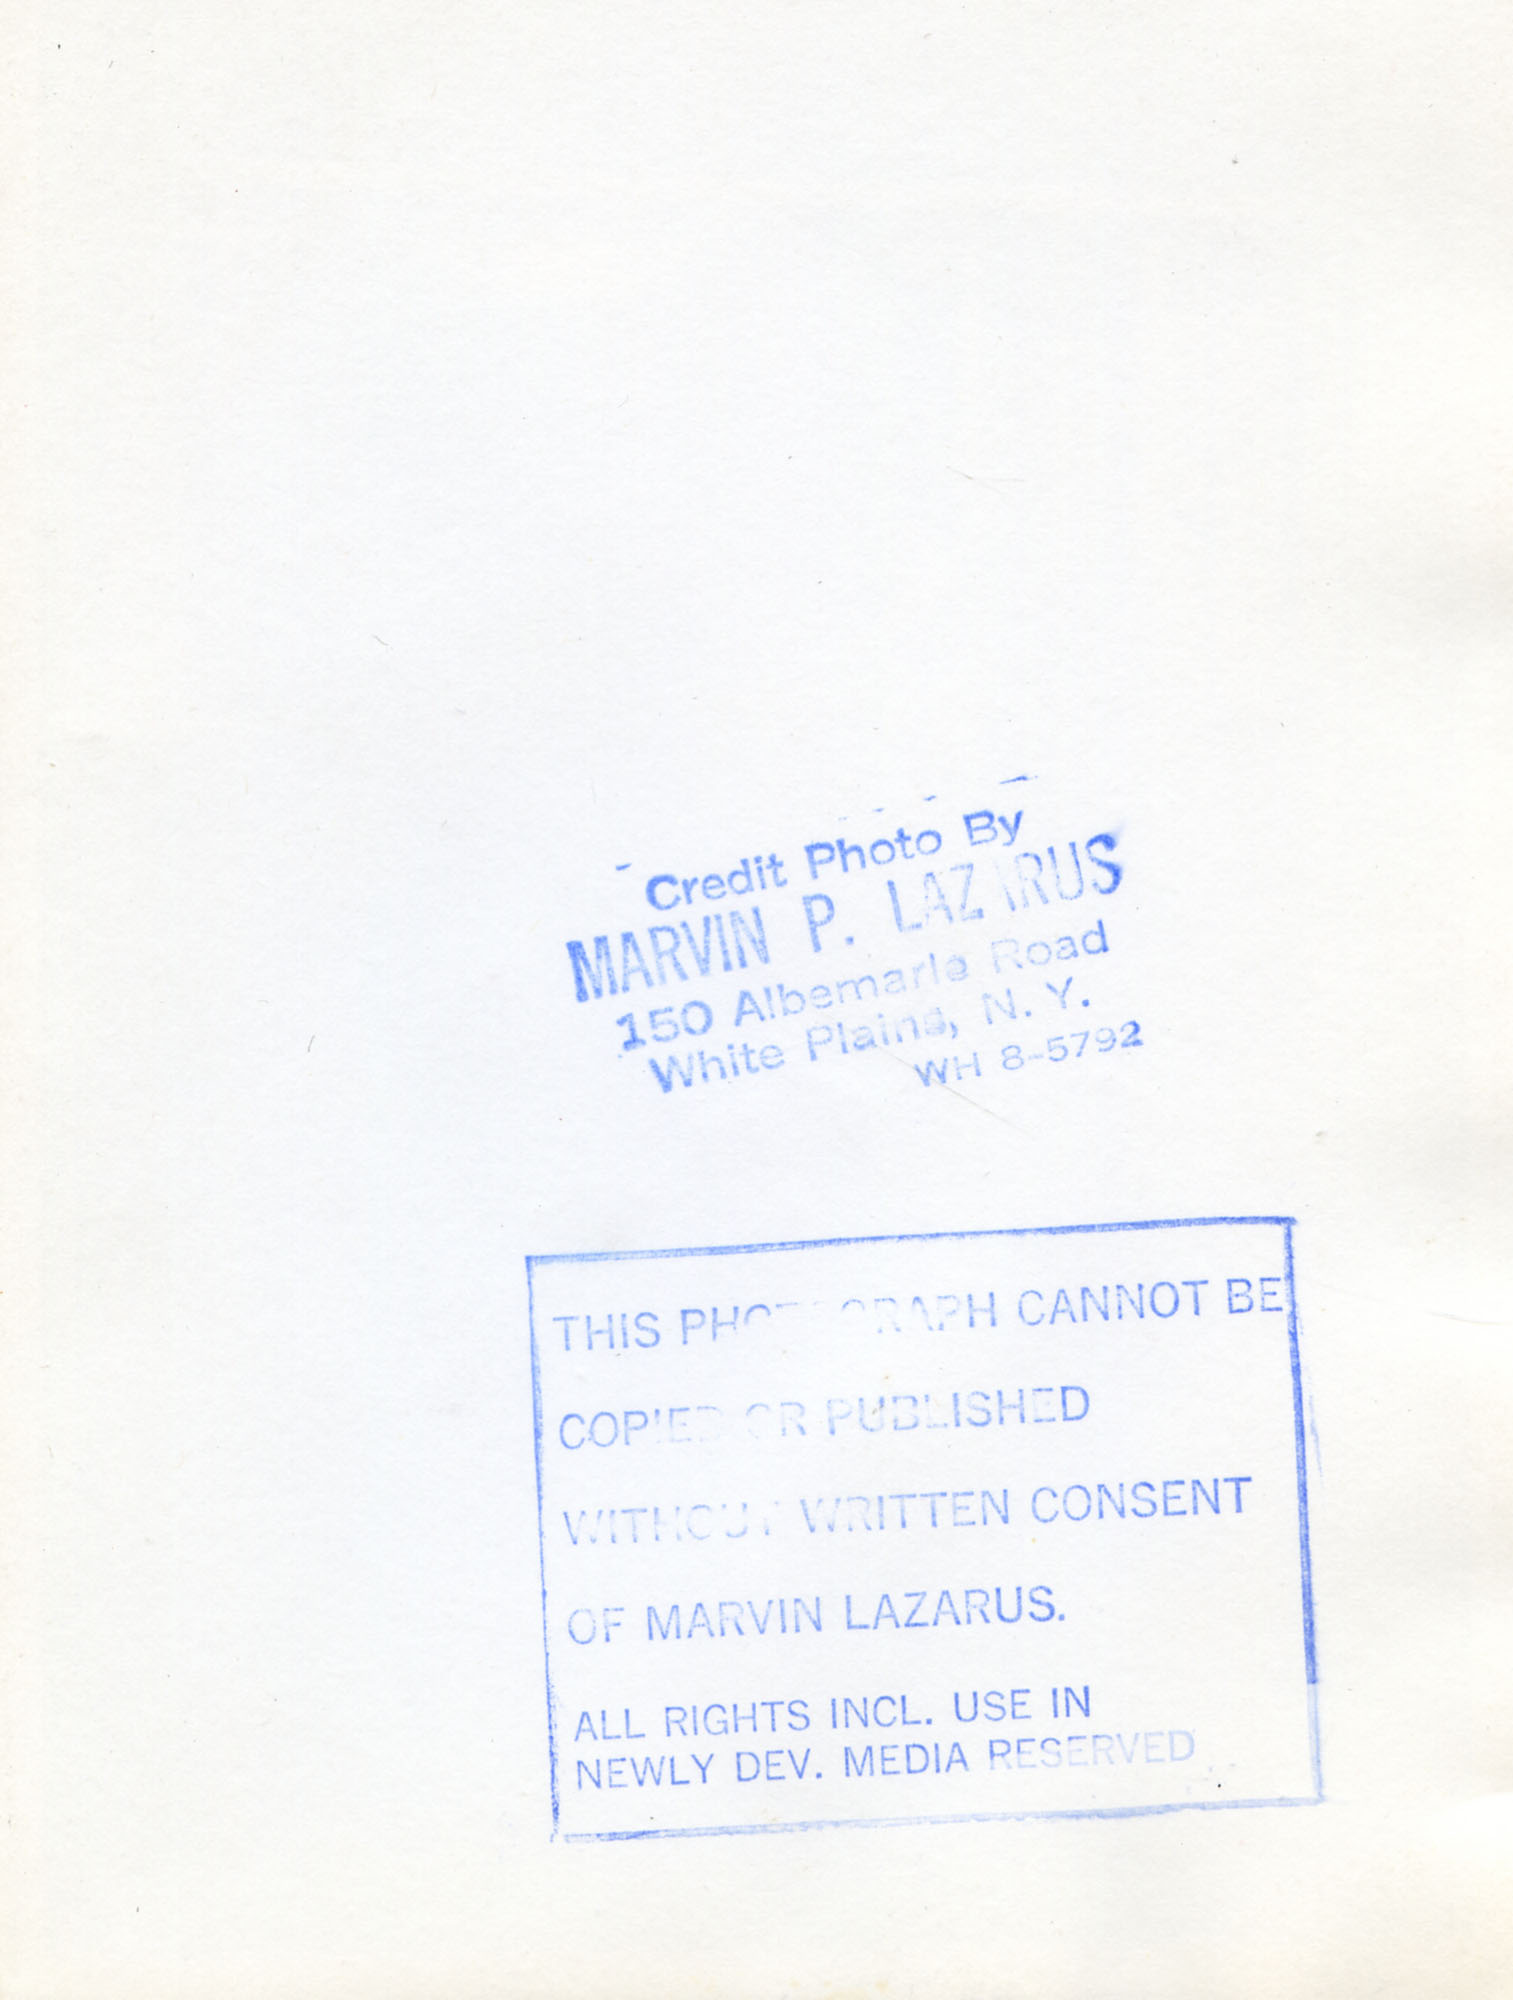 Credit Photo By
MARVIN P. LAZARUS
150 Albemarle Road
White Plains, N. Y.
WH 8-5792
THIS PHOTOGRAPH CANNOT BE
COPIED OR PUBLISHED
WITHOUT WRITTEN CONSENT
OF MARVIN LAZARUS.
ALL RIGHTS INCL. USE IN
NEWLY DEV. MEDIA RESERVED